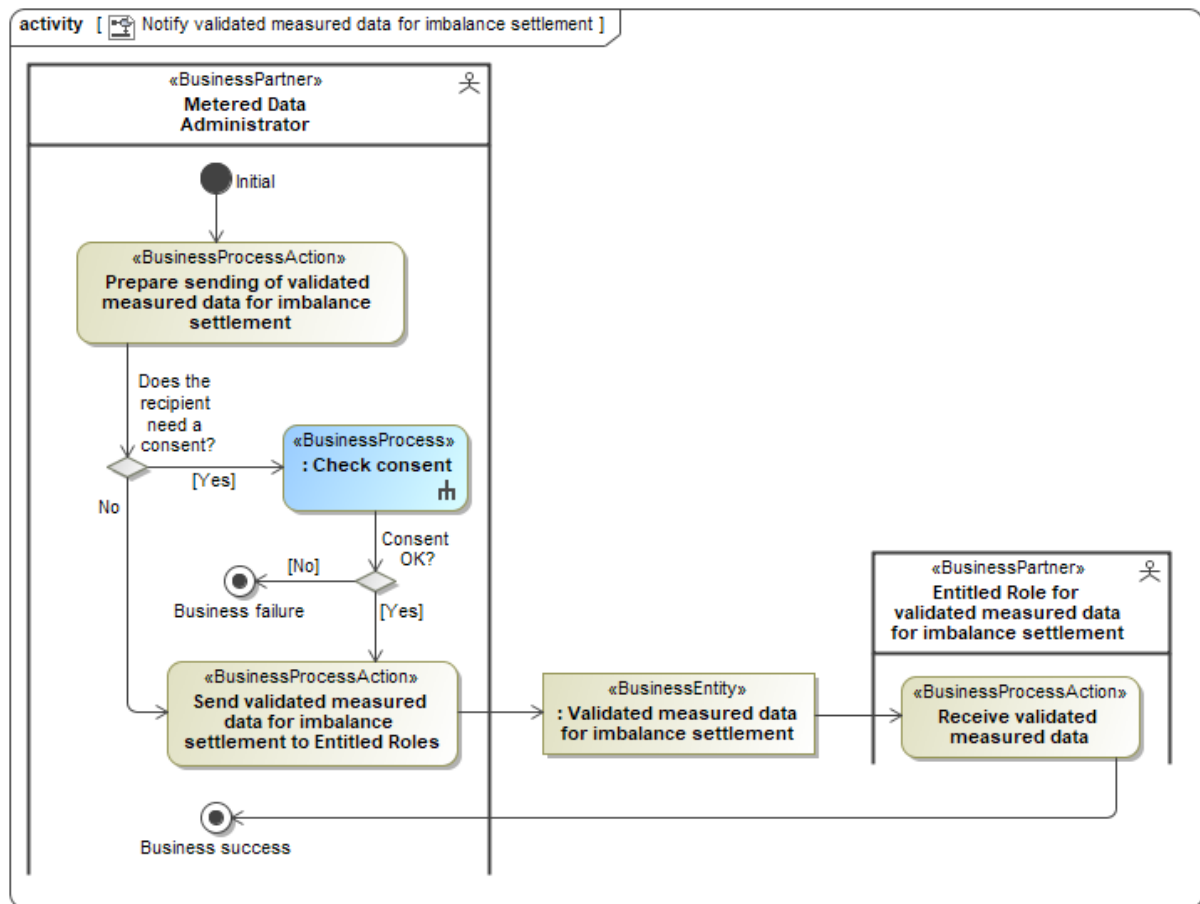 activity [ Notify validated measured data for imbalance settlement ]
«BusinessPartner»
Metered Data
Administrator
Initial
«BusinessProcessAction»
Prepare sending of validated
measured data for imbalance
settlement
Does the
recipient
need a
consent?
[Yes]
No
«BusinessProcess»
: Check consent
Consent
OK?
[No]
Business failure
[Yes]
«BusinessProcessAction»
Send validated measured
data for imbalance
settlement to Entitled Roles
«BusinessEntity»
: Validated measured data
for imbalance settlement
«BusinessPartner»
Entitled Role for
validated measured data
for imbalance settlement
«BusinessProcessAction»
Receive validated
measured data
Business success